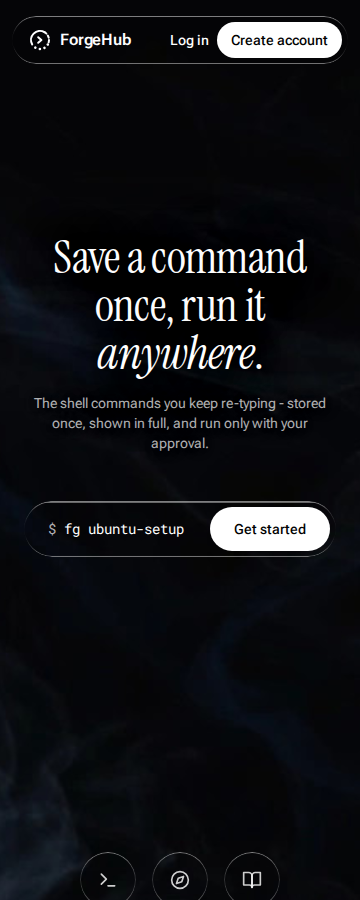 ForgeHub
Log in
Create account
Save a command
once, run it
anywhere.
The shell commands you keep re-typing - stored
once, shown in full, and run only with your
approval.
$ fg ubuntu-setup
Get started